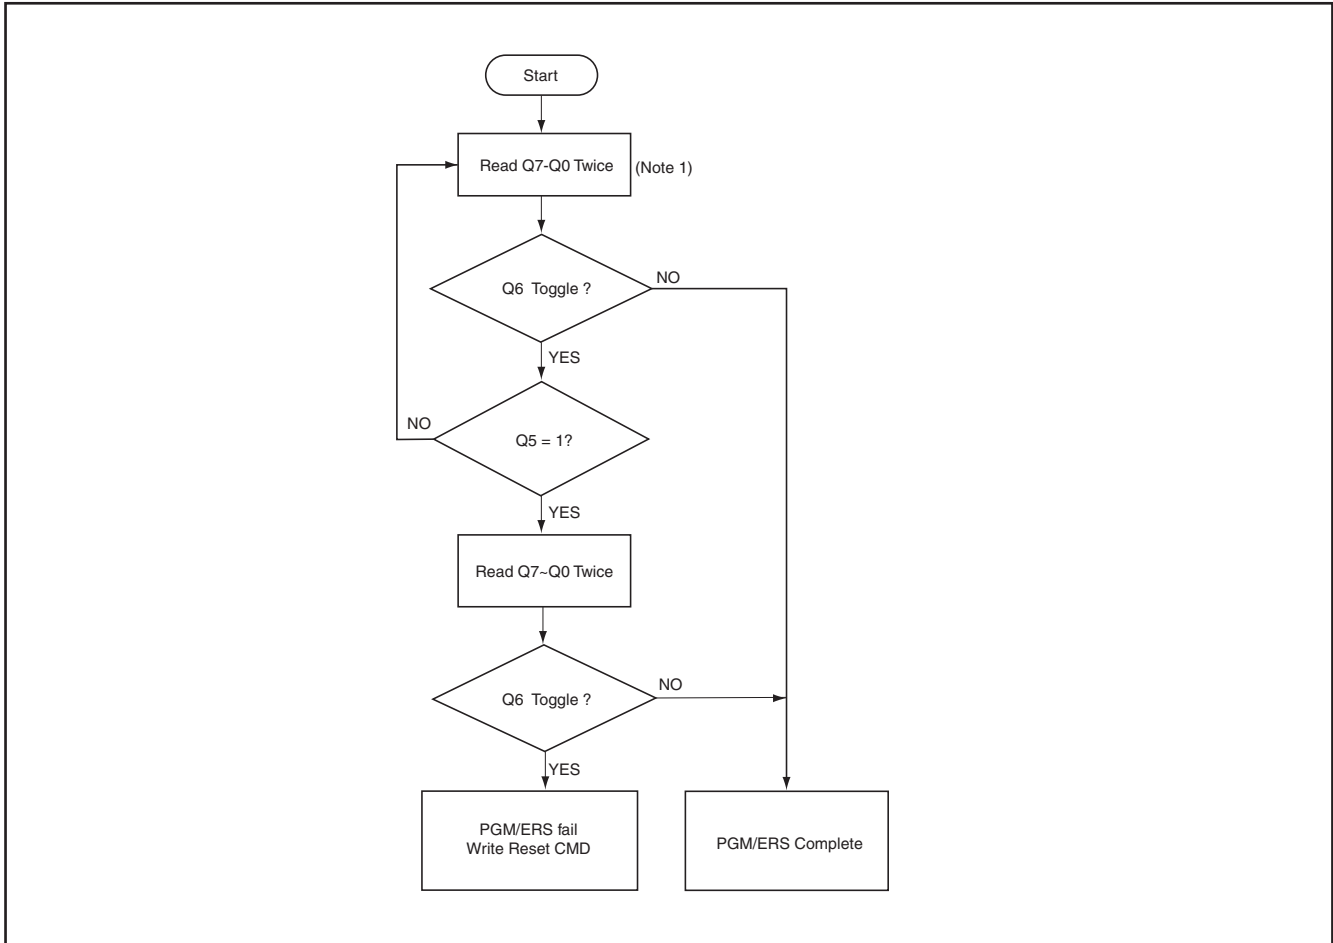 Start
Read Q7-Q0 Twice
(Note 1)
Q6 Toggle ?
NO
YES
NO
Q5 = 1?
YES
Read Q7~Q0 Twice
Q6 Toggle ?
NO
YES
PGM/ERS fail
Write Reset CMD
PGM/ERS Complete